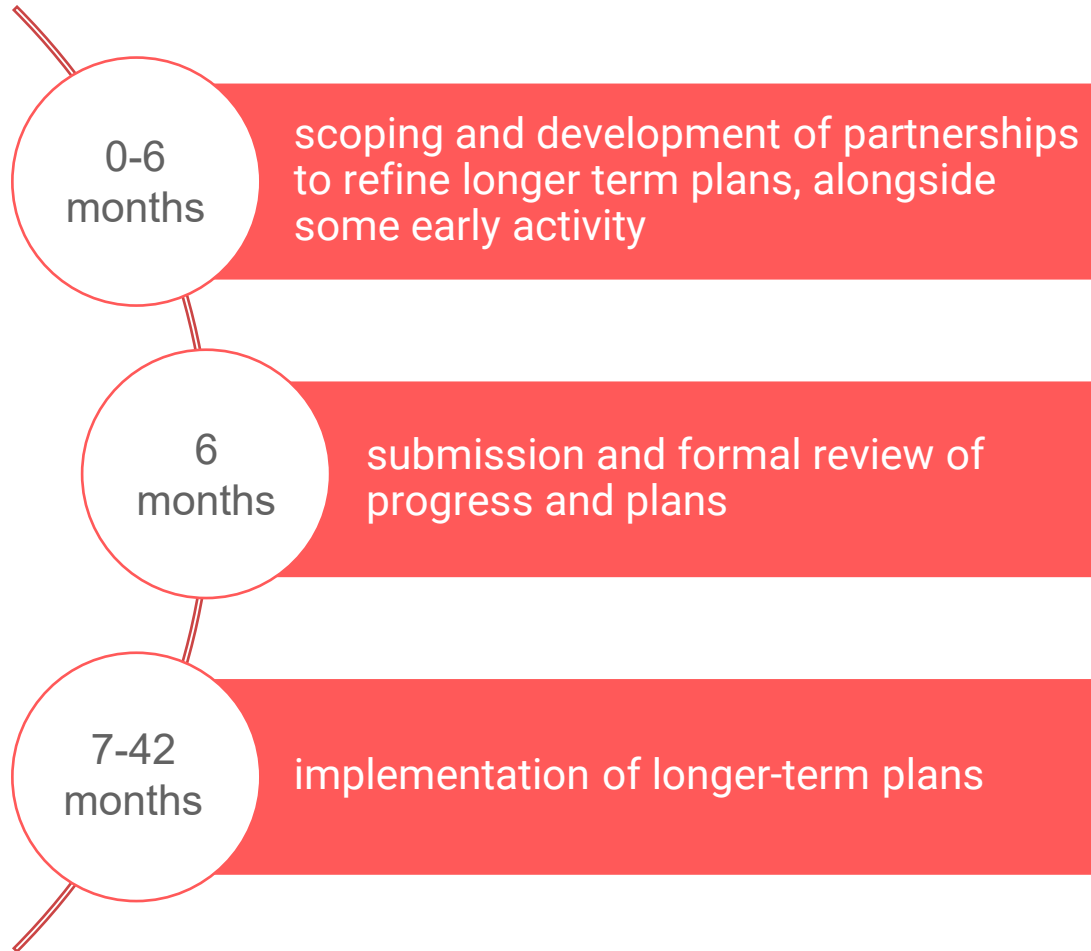 0-6
months
scoping and development of partnerships
to refine longer term plans, alongside
some early activity
6
months
submission and formal review of
progress and plans
7-42
months
implementation of longer-term plans